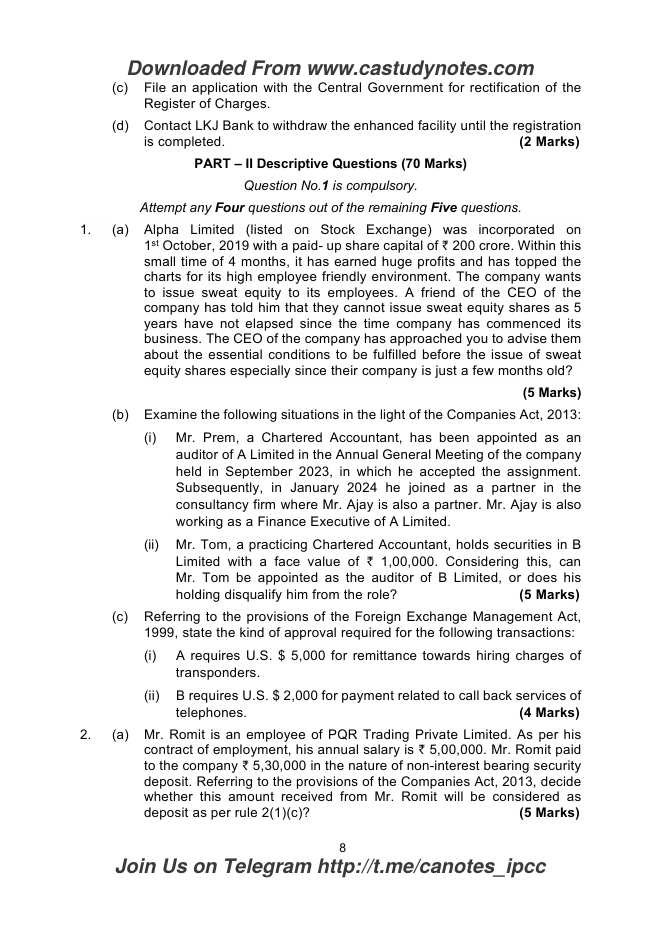 Downloaded From www.castudynotes.com
(c) File an application with the Central Government for rectification of the
Register of Charges.
(d) Contact LKJ Bank to withdraw the enhanced facility until the registration
is completed. (2 Marks)
PART – II Descriptive Questions (70 Marks)
Question No.1 is compulsory.
Attempt any Four questions out of the remaining Five questions.
1. (a) Alpha Limited (listed on Stock Exchange) was incorporated on
1st October, 2019 with a paid- up share capital of ₹ 200 crore. Within this
small time of 4 months, it has earned huge profits and has topped the
charts for its high employee friendly environment. The company wants
to issue sweat equity to its employees. A friend of the CEO of the
company has told him that they cannot issue sweat equity shares as 5
years have not elapsed since the time company has commenced its
business. The CEO of the company has approached you to advise them
about the essential conditions to be fulfilled before the issue of sweat
equity shares especially since their company is just a few months old?
(5 Marks)
(b) Examine the following situations in the light of the Companies Act, 2013:
(i) Mr. Prem, a Chartered Accountant, has been appointed as an
auditor of A Limited in the Annual General Meeting of the company
held in September 2023, in which he accepted the assignment.
Subsequently, in January 2024 he joined as a partner in the
consultancy firm where Mr. Ajay is also a partner. Mr. Ajay is also
working as a Finance Executive of A Limited.
(ii) Mr. Tom, a practicing Chartered Accountant, holds securities in B
Limited with a face value of ₹ 1,00,000. Considering this, can
Mr. Tom be appointed as the auditor of B Limited, or does his
holding disqualify him from the role? (5 Marks)
(c) Referring to the provisions of the Foreign Exchange Management Act,
1999, state the kind of approval required for the following transactions:
(i) A requires U.S. $ 5,000 for remittance towards hiring charges of
transponders.
(ii) B requires U.S. $ 2,000 for payment related to call back services of
telephones. (4 Marks)
2. (a) Mr. Romit is an employee of PQR Trading Private Limited. As per his
contract of employment, his annual salary is ₹ 5,00,000. Mr. Romit paid
to the company ₹ 5,30,000 in the nature of non-interest bearing security
deposit. Referring to the provisions of the Companies Act, 2013, decide
whether this amount received from Mr. Romit will be considered as
deposit as per rule 2(1)(c)? (5 Marks)
8
Join Us on Telegram http://t.me/canotes_ipcc